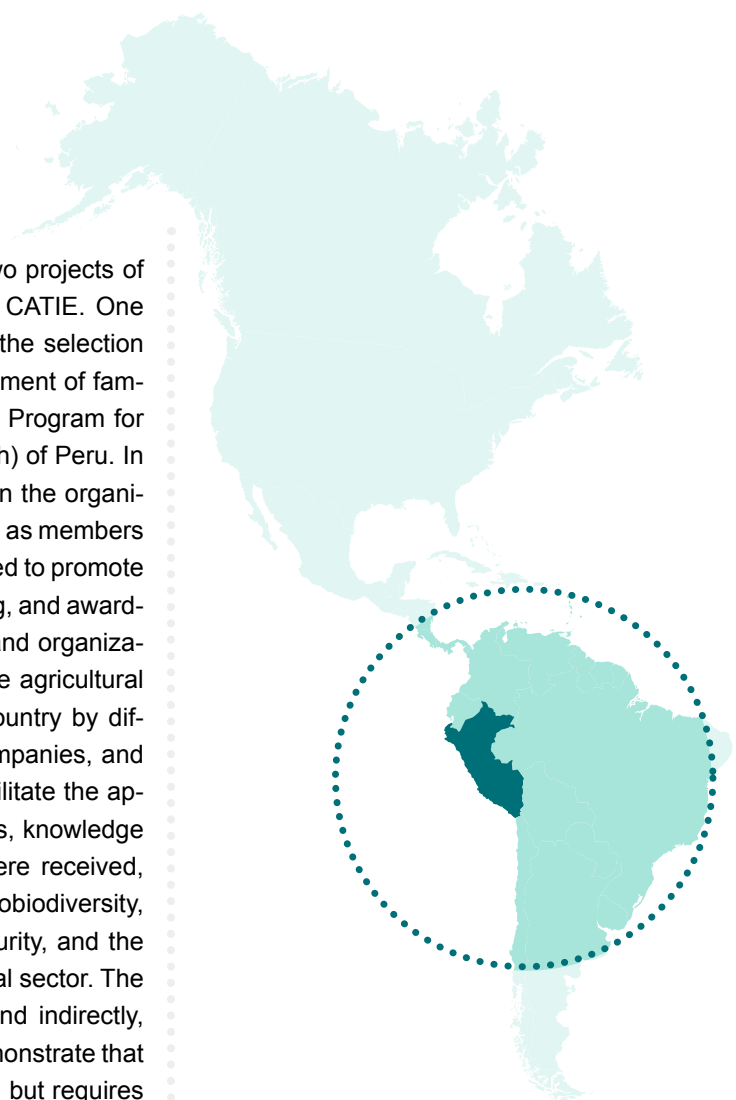 vo projects of
CATIE. One
the selection
ment of fam-
Program for
h) of Peru. In
n the organi-
as members
ed to promote
g, and award-
and organiza-
e agricultural
ountry by dif-
mpanies, and
ilitate the ap-
s, knowledge
ere received,
obiodiversity,
urity, and the
al sector. The
nd indirectly,
monstrate that
but requires